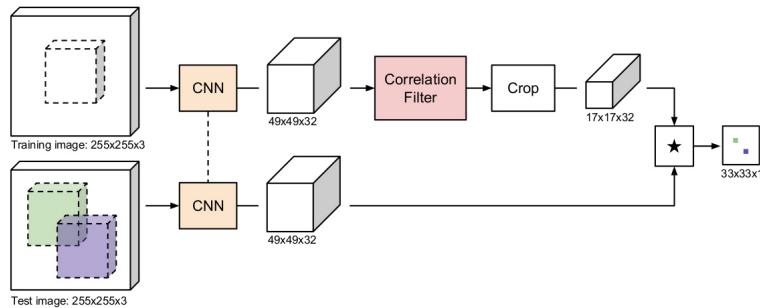 Training image: 255x255x3
CNN
49x49x32
Correlation
Filter
Crop
17x17x32
★
33x33x1
Test image: 255x255x3
CNN
49x49x32